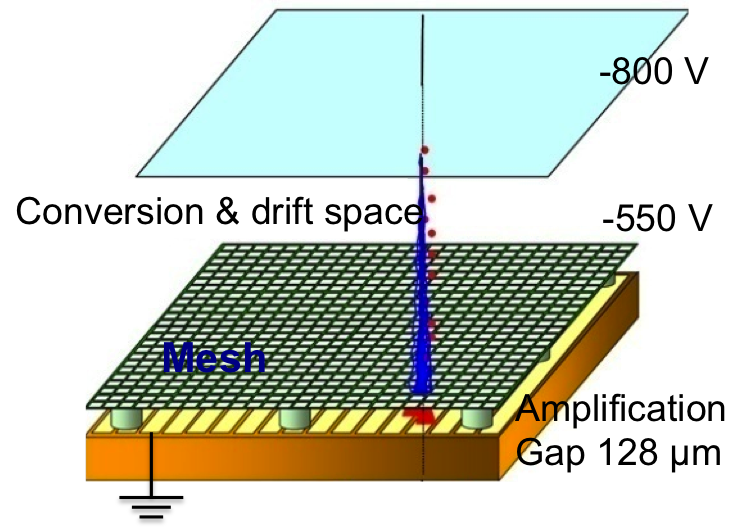 -800 V
Conversion & drift space
-550 V
Mesh
Amplification
Gap 128 µm